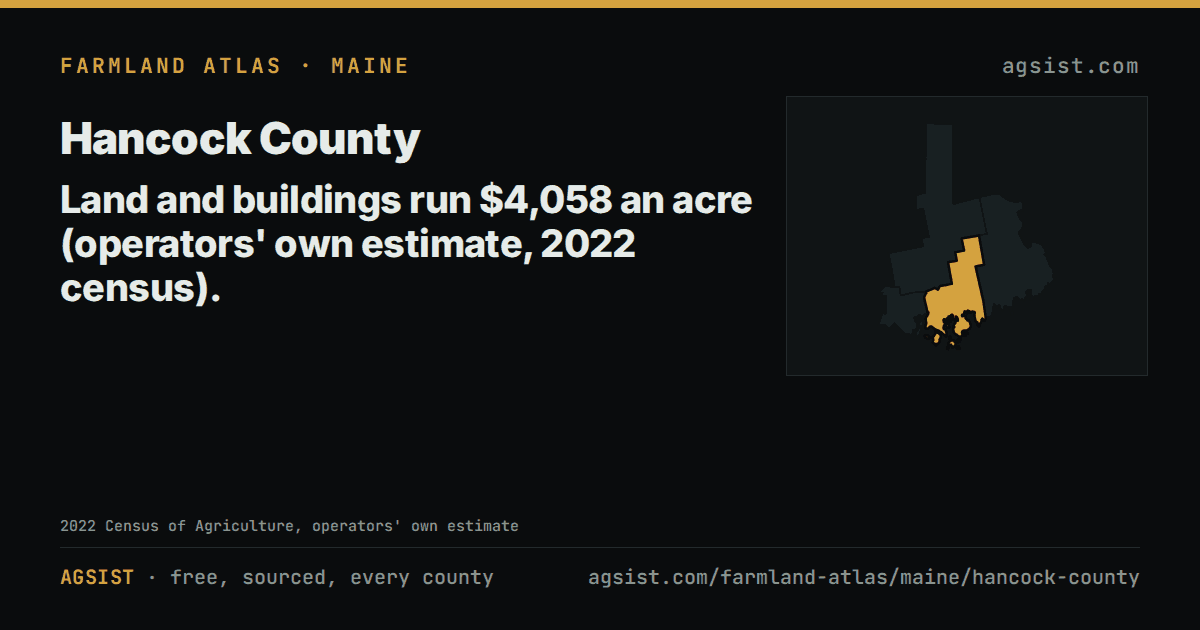 FARMLAND ATLAS · MAINE
agsist.com
Hancock County
Land and buildings run $4,058 an acre
(operators' own estimate, 2022
census).
2022 Census of Agriculture, operators' own estimate
AGSIST · free, sourced, every county
agsist.com/farmland-atlas/maine/hancock-county